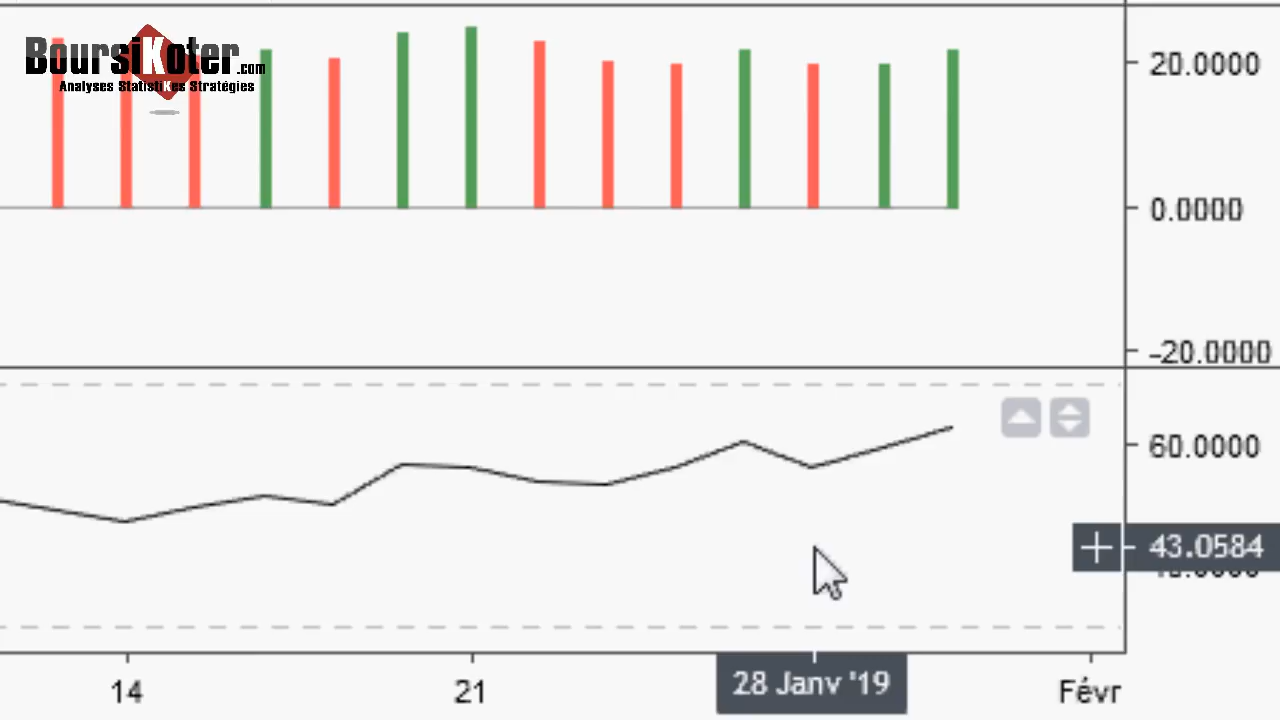 BoursiKoter.com
Analyses StatistiKes Stratégies
20.0000
0.0000
-20.0000
60.0000
43.0584
14
21
28 Janv '19
Févr